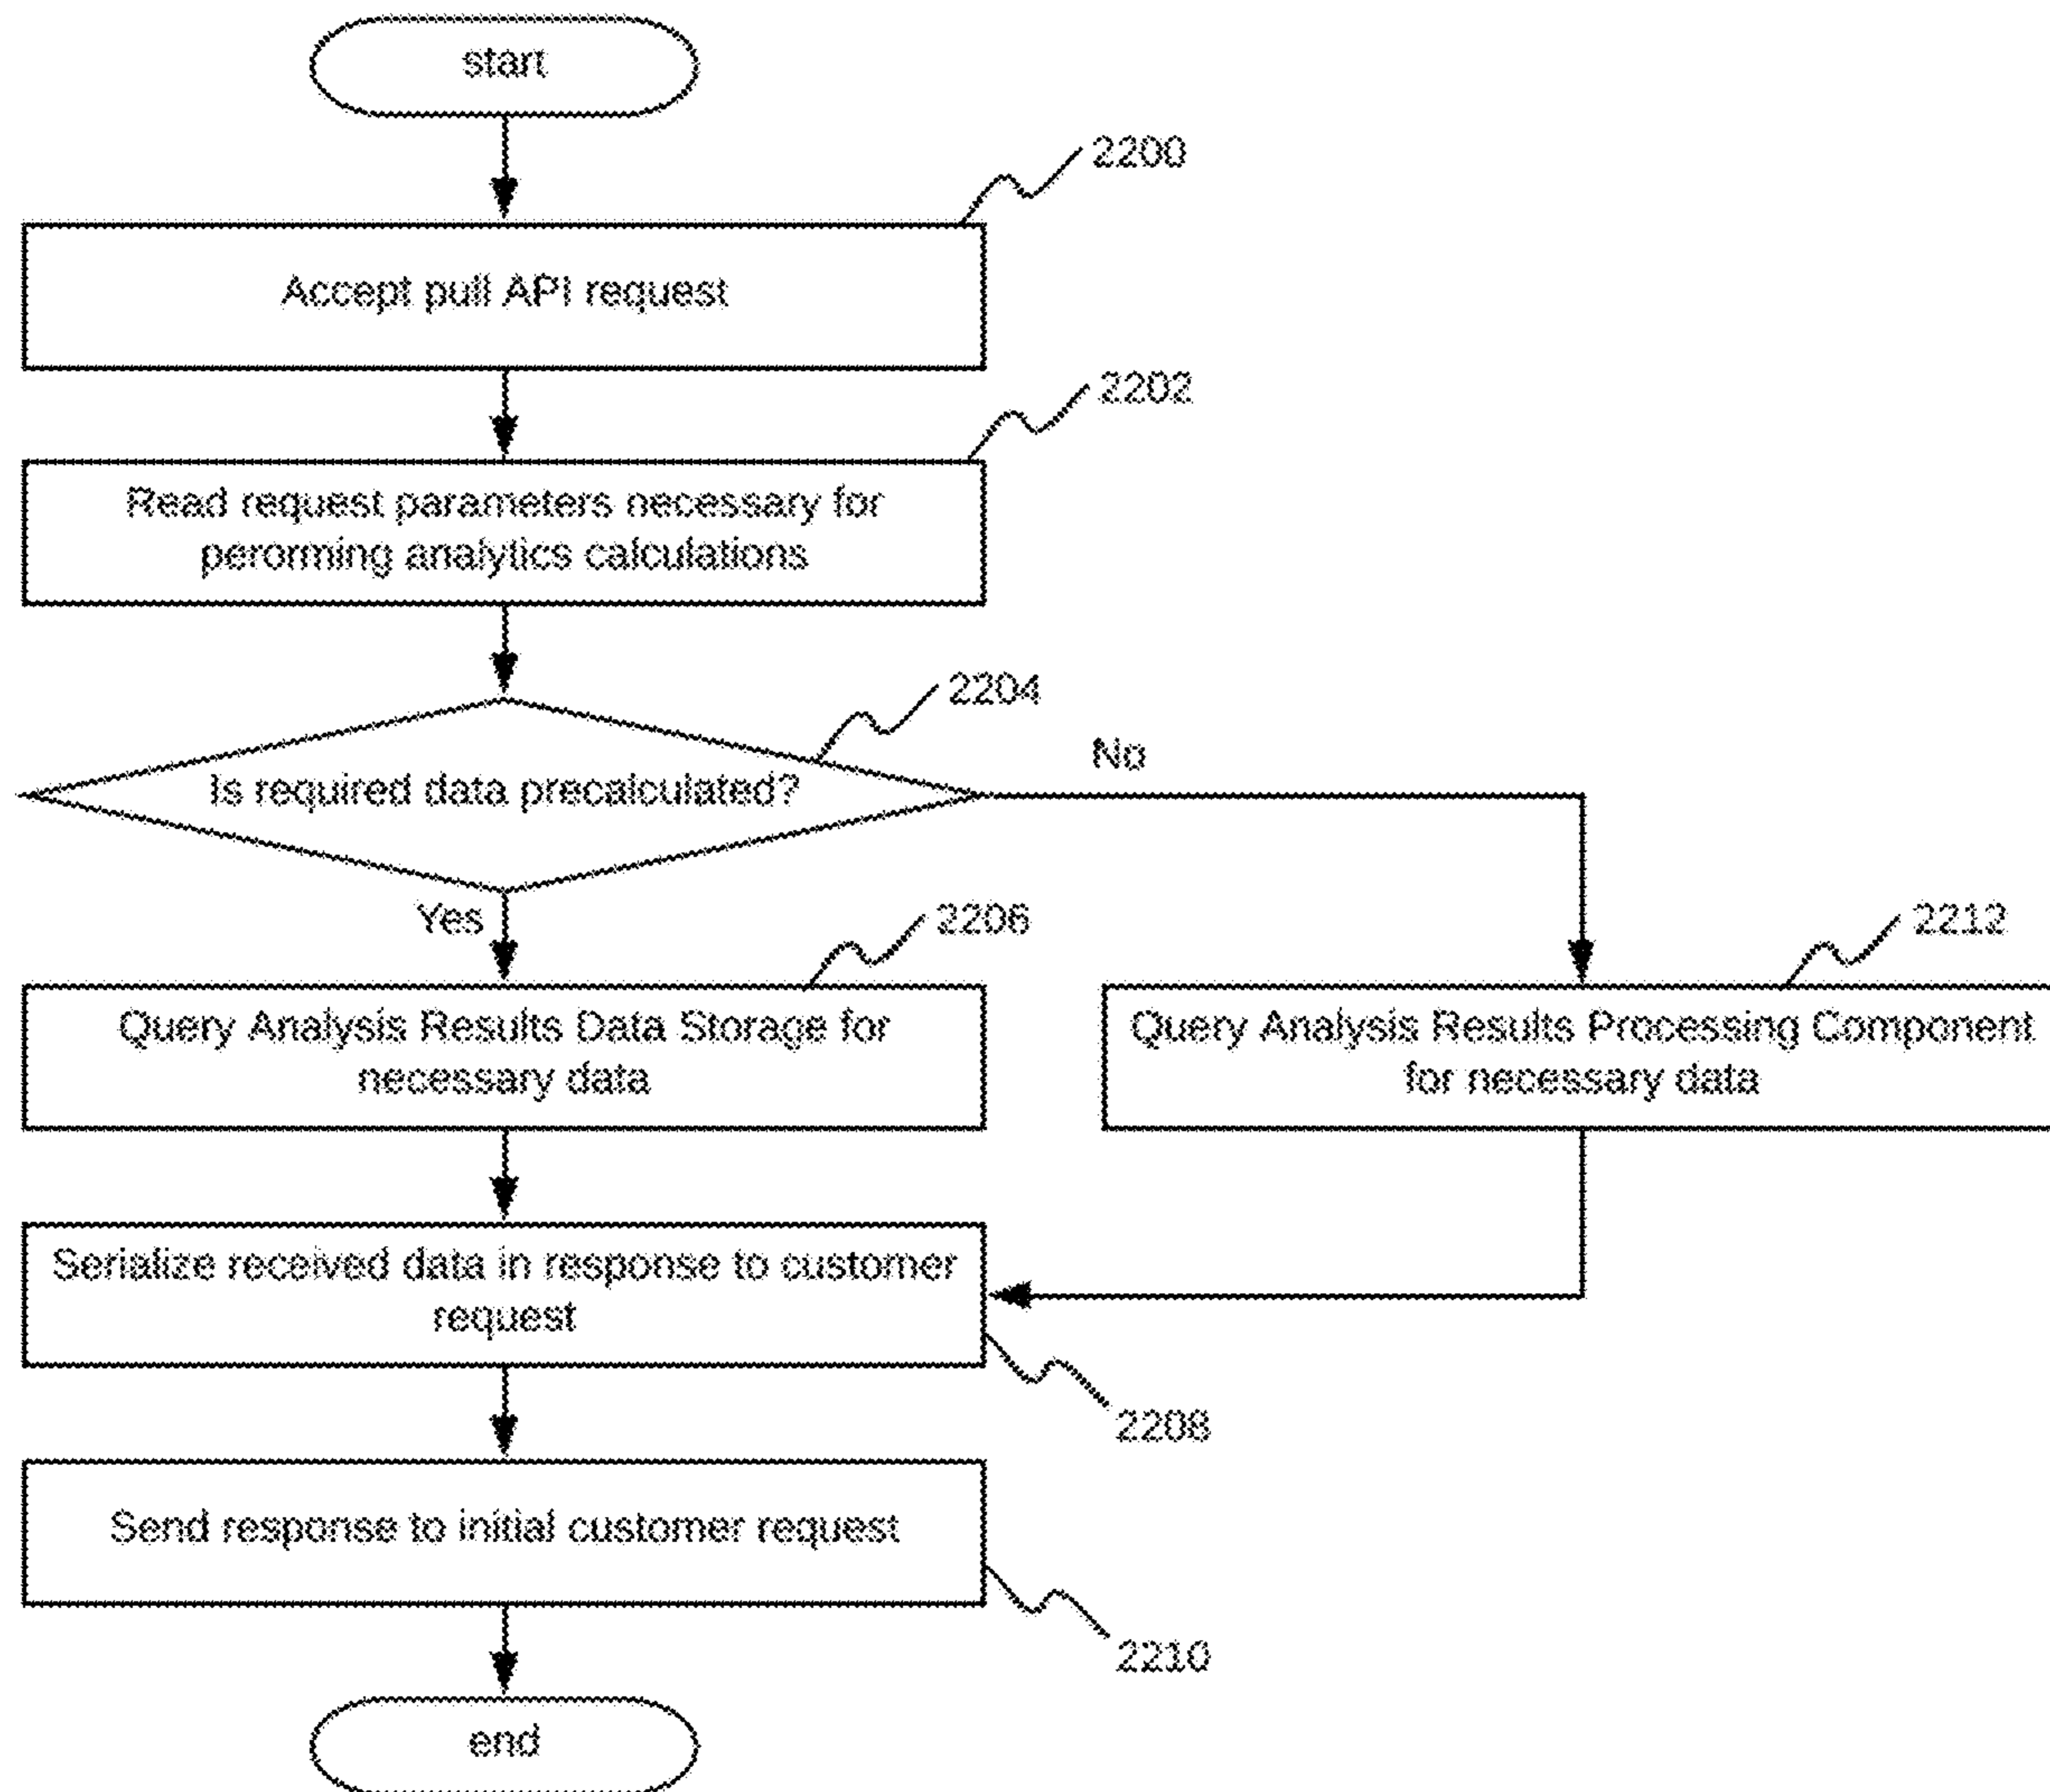 start
2200
Accept pull API request
2202
Read request parameters necessary for
perorming analytics calculations
2204
Is required data precalculated?
No
Yes
2206
2212
Query Analysis Results Data Storage for
necessary data
Query Analysis Results Processing Component
for necessary data
Serialize received data in response to customer
request
2208
Send response to initial customer request
2210
end